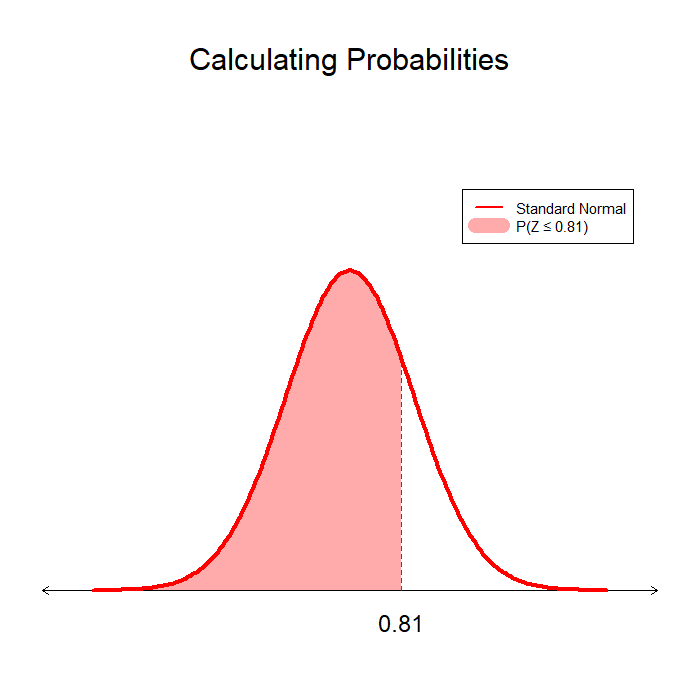 Calculating Probabilities
Standard Normal
P(Z ≤ 0.81)
0.81